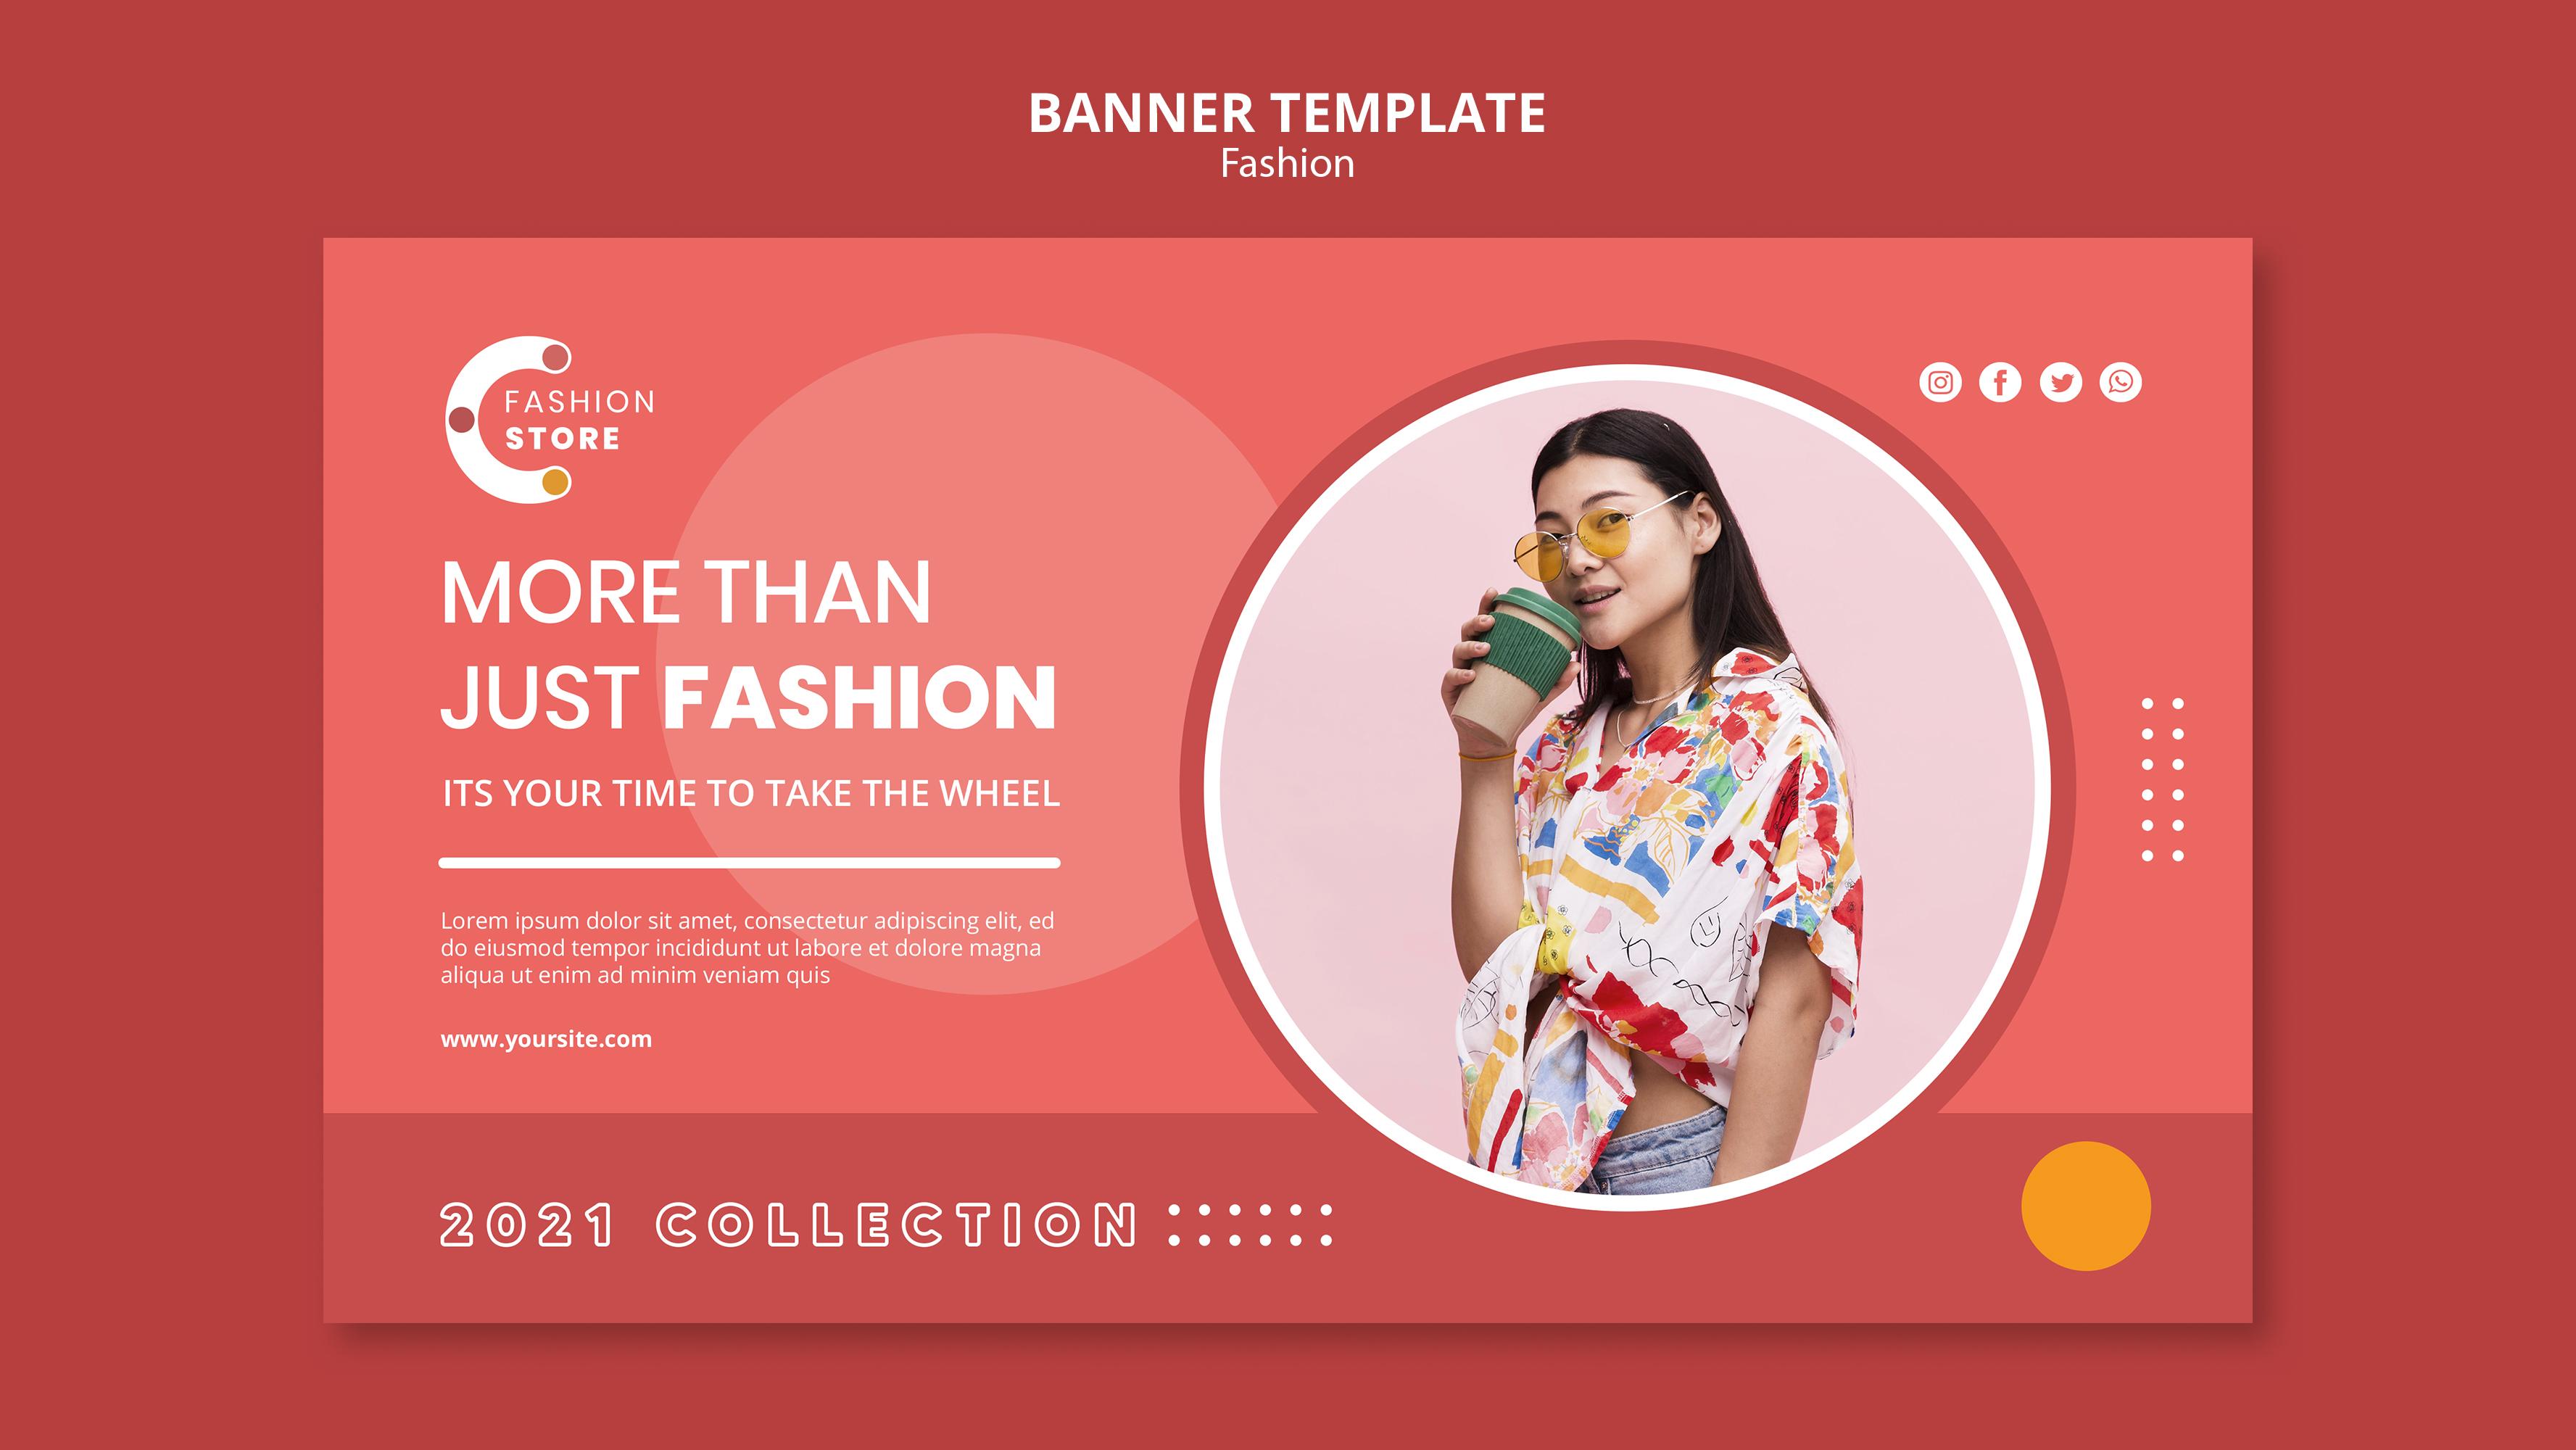 BANNER TEMPLATE
Fashion
FASHION
STORE
MORE THAN
JUST FASHION
ITS YOUR TIME TO TAKE THE WHEEL
Lorem ipsum dolor sit amet, consectetur adipiscing elit, ed
do eiusmod tempor incididunt ut labore et dolore magna
aliqua ut enim ad minim veniam quis
www.yoursite.com
2021 COLLECTION